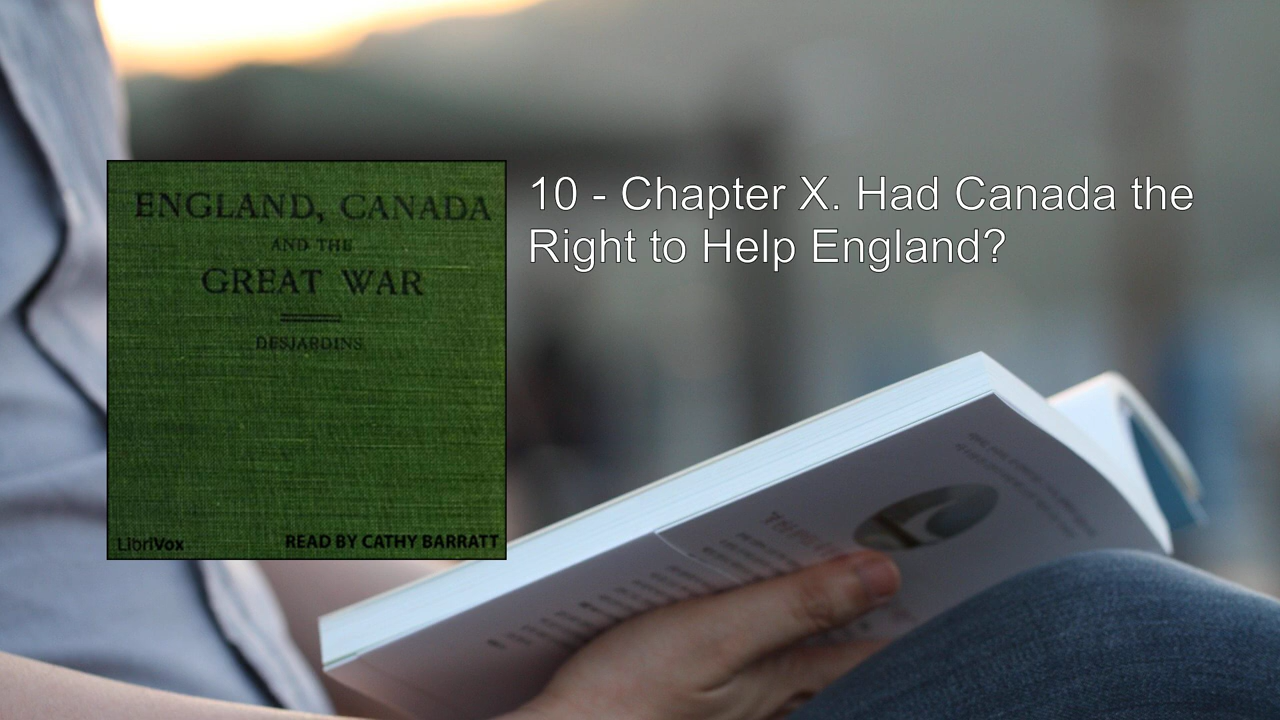 ENGLAND, CANADA
AND THE
GREAT WAR
DESJARDINS
LibriVox
READ BY CATHY BARRATT
10 - Chapter X. Had Canada the
Right to Help England?